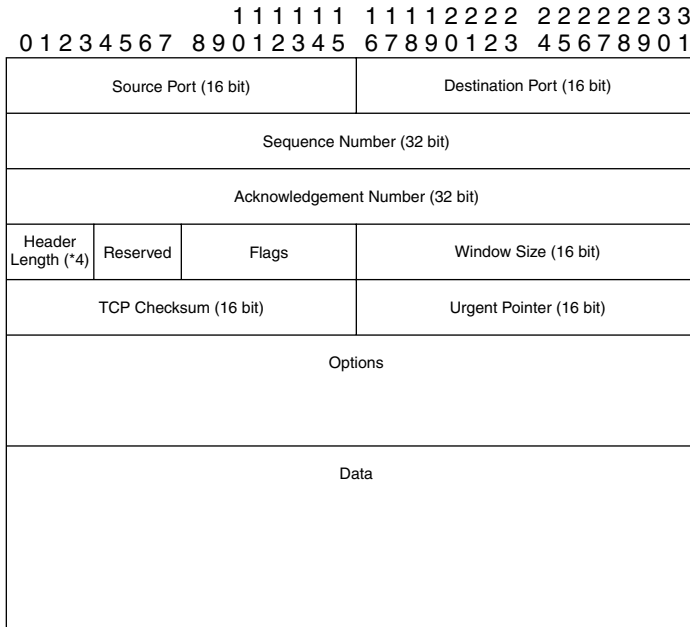 1 1 1 1 1 1 1 1 1 1 2 2 2 2 2 2 2 2 2 2 3 3
0 1 2 3 4 5 6 7 8 9 0 1 2 3 4 5 6 7 8 9 0 1 2 3 4 5 6 7 8 9 0 1
Source Port (16 bit) Destination Port (16 bit)
Sequence Number (32 bit)
Acknowledgement Number (32 bit)
Header
Length (*4) Reserved Flags Window Size (16 bit)
TCP Checksum (16 bit) Urgent Pointer (16 bit)
Options
Data